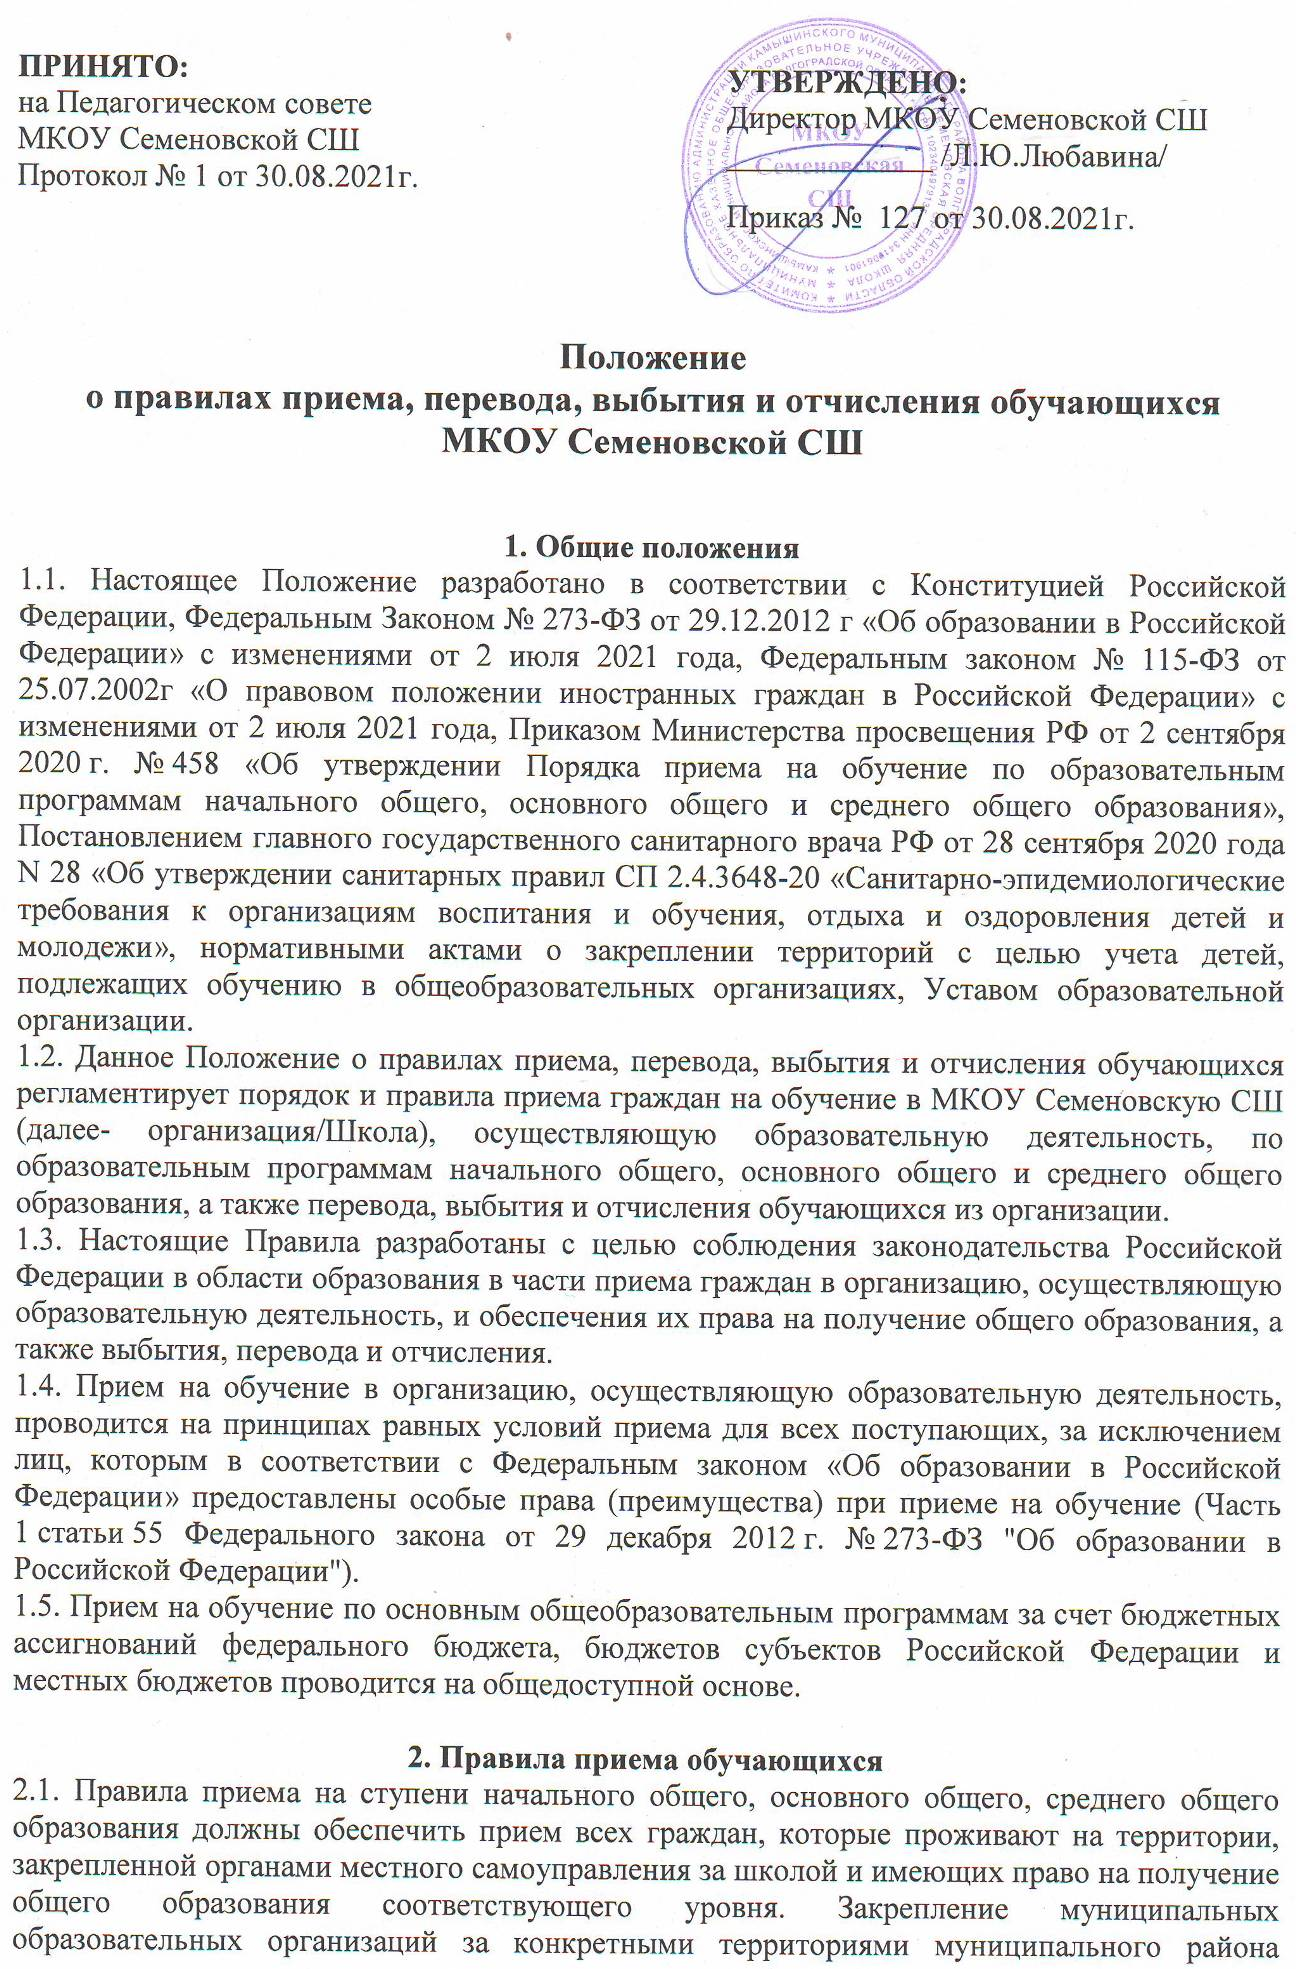 ПРИНЯТО:
на Педагогическом совете
МКОУ Семеновской СШ
Протокол № 1 от 30.08.2021г.
УТВЕРЖДЕНО:
Директор МКОУ Семеновской СШ
/Л.Ю.Любавина/
Приказ № 127 от 30.08.2021г.
МКОУ
Семеновская
СШ
Положение
о правилах приема, перевода, выбытия и отчисления обучающихся
МКОУ Семеновской СШ
1. Общие положения
1.1. Настоящее Положение разработано в соответствии с Конституцией Российской
Федерации, Федеральным Законом № 273-ФЗ от 29.12.2012 г «Об образовании в Российской
Федерации» с изменениями от 2 июля 2021 года, Федеральным законом № 115-ФЗ от
25.07.2002г «О правовом положении иностранных граждан в Российской Федерации» с
изменениями от 2 июля 2021 года, Приказом Министерства просвещения РФ от 2 сентября
2020 г. № 458 «Об утверждении Порядка приема на обучение по образовательным
программам начального общего, основного общего и среднего общего образования»,
Постановлением главного государственного санитарного врача РФ от 28 сентября 2020 года
N 28 «Об утверждении санитарных правил СП 2.4.3648-20 «Санитарно-эпидемиологические
требования к организациям воспитания и обучения, отдыха и оздоровления детей и
молодежи», нормативными актами о закреплении территорий с целью учета детей,
подлежащих обучению в общеобразовательных организациях, Уставом образовательной
организации.
1.2. Данное Положение о правилах приема, перевода, выбытия и отчисления обучающихся
регламентирует порядок и правила приема граждан на обучение в МКОУ Семеновскую СШ
(далее- организация/Школа), осуществляющую образовательную деятельность, по
образовательным программам начального общего, основного общего и среднего общего
образования, а также перевода, выбытия и отчисления обучающихся из организации.
1.3. Настоящие Правила разработаны с целью соблюдения законодательства Российской
Федерации в области образования в части приема граждан в организацию, осуществляющую
образовательную деятельность, и обеспечения их права на получение общего образования, а
также выбытия, перевода и отчисления.
1.4. Прием на обучение в организацию, осуществляющую образовательную деятельность,
проводится на принципах равных условий приема для всех поступающих, за исключением
лиц, которым в соответствии с Федеральным законом «Об образовании в Российской
Федерации» предоставлены особые права (преимущества) при приеме на обучение (Часть
1 статьи 55 Федерального закона от 29 декабря 2012 г. № 273-ФЗ "Об образовании в
Российской Федерации").
1.5. Прием на обучение по основным общеобразовательным программам за счет бюджетных
ассигнований федерального бюджета, бюджетов субъектов Российской Федерации и
местных бюджетов проводится на общедоступной основе.
2. Правила приема обучающихся
2.1. Правила приема на ступени начального общего, основного общего, среднего общего
образования должны обеспечить прием всех граждан, которые проживают на территории,
закрепленной органами местного самоуправления за школой и имеющих право на получение
общего образования соответствующего уровня. Закрепление муниципальных
образовательных организаций за конкретными территориями муниципального района